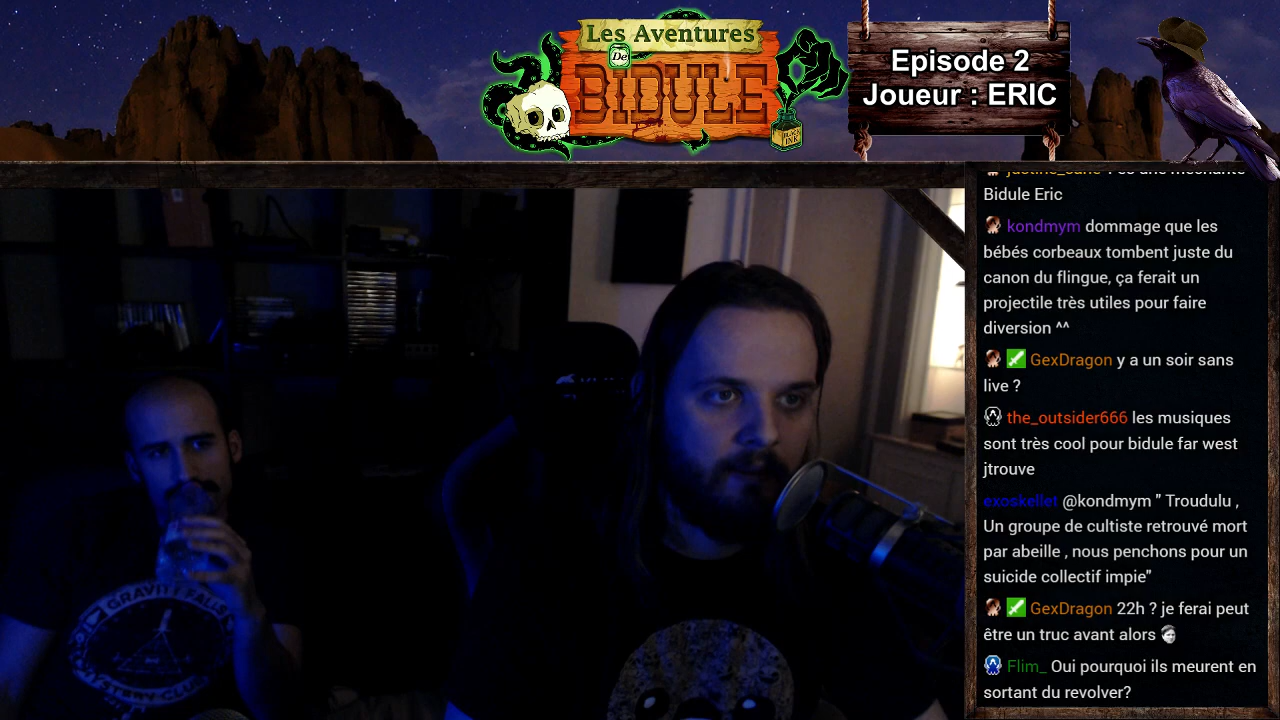 Les Aventures
De
BIDULE
BLACK
INK
Episode 2
Joueur : ERIC
Bidule Eric
kondmym dommage que les
bébés corbeaux tombent juste du
canon du flingue, ça ferait un
projectile très utiles pour faire
diversion ^^
GexDragon y a un soir sans
live ?
the_outsider666 les musiques
sont très cool pour bidule far west
jtrouve
exoskellet @kondmym " Troudulu ,
Un groupe de cultiste retrouvé mort
par abeille , nous penchons pour un
suicide collectif impie"
GexDragon 22h ? je ferai peut
être un truc avant alors
Flim_ Oui pourquoi ils meurent en
sortant du revolver?
GRAVITY FALLS
MYSTERY CLUB